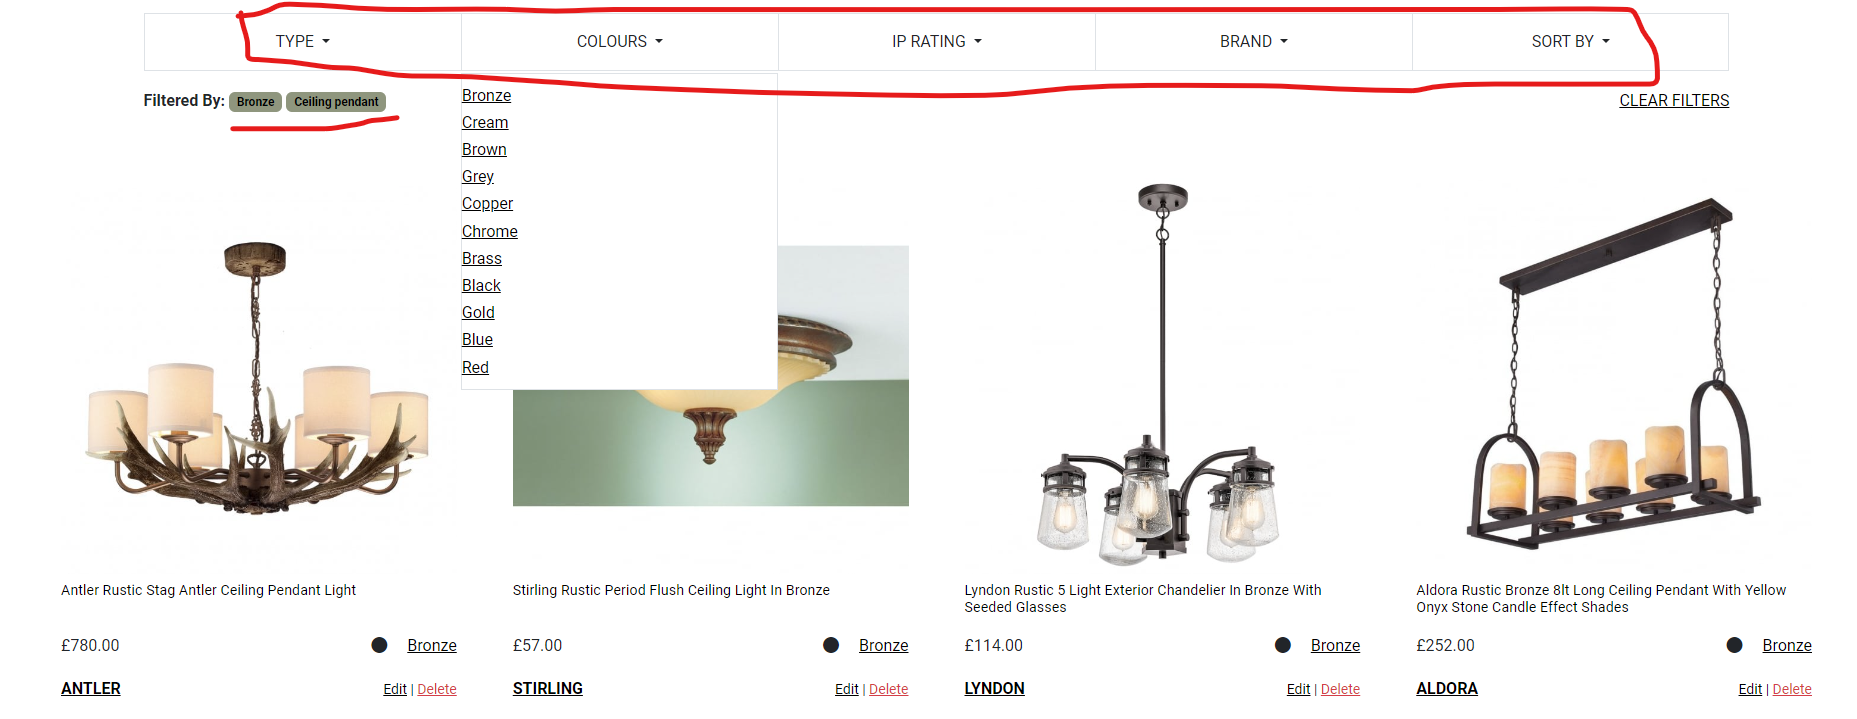 TYPE COLOURS IP RATING BRAND SORT BY
Filtered By: Bronze Ceiling pendant CLEAR FILTERS
Bronze
Cream
Brown
Grey
Copper
Chrome
Brass
Black
Gold
Blue
Red
Antler Rustic Stag Antler Ceiling Pendant Light
£780.00 Bronze
ANTLER Edit | Delete
Stirling Rustic Period Flush Ceiling Light In Bronze
£57.00 Bronze
STIRLING Edit | Delete
Lyndon Rustic 5 Light Exterior Chandelier In Bronze With
Seeded Glasses
£114.00 Bronze
LYNDON Edit | Delete
Aldora Rustic Bronze 8lt Long Ceiling Pendant With Yellow
Onyx Stone Candle Effect Shades
£252.00 Bronze
ALDORA Edit | Delete